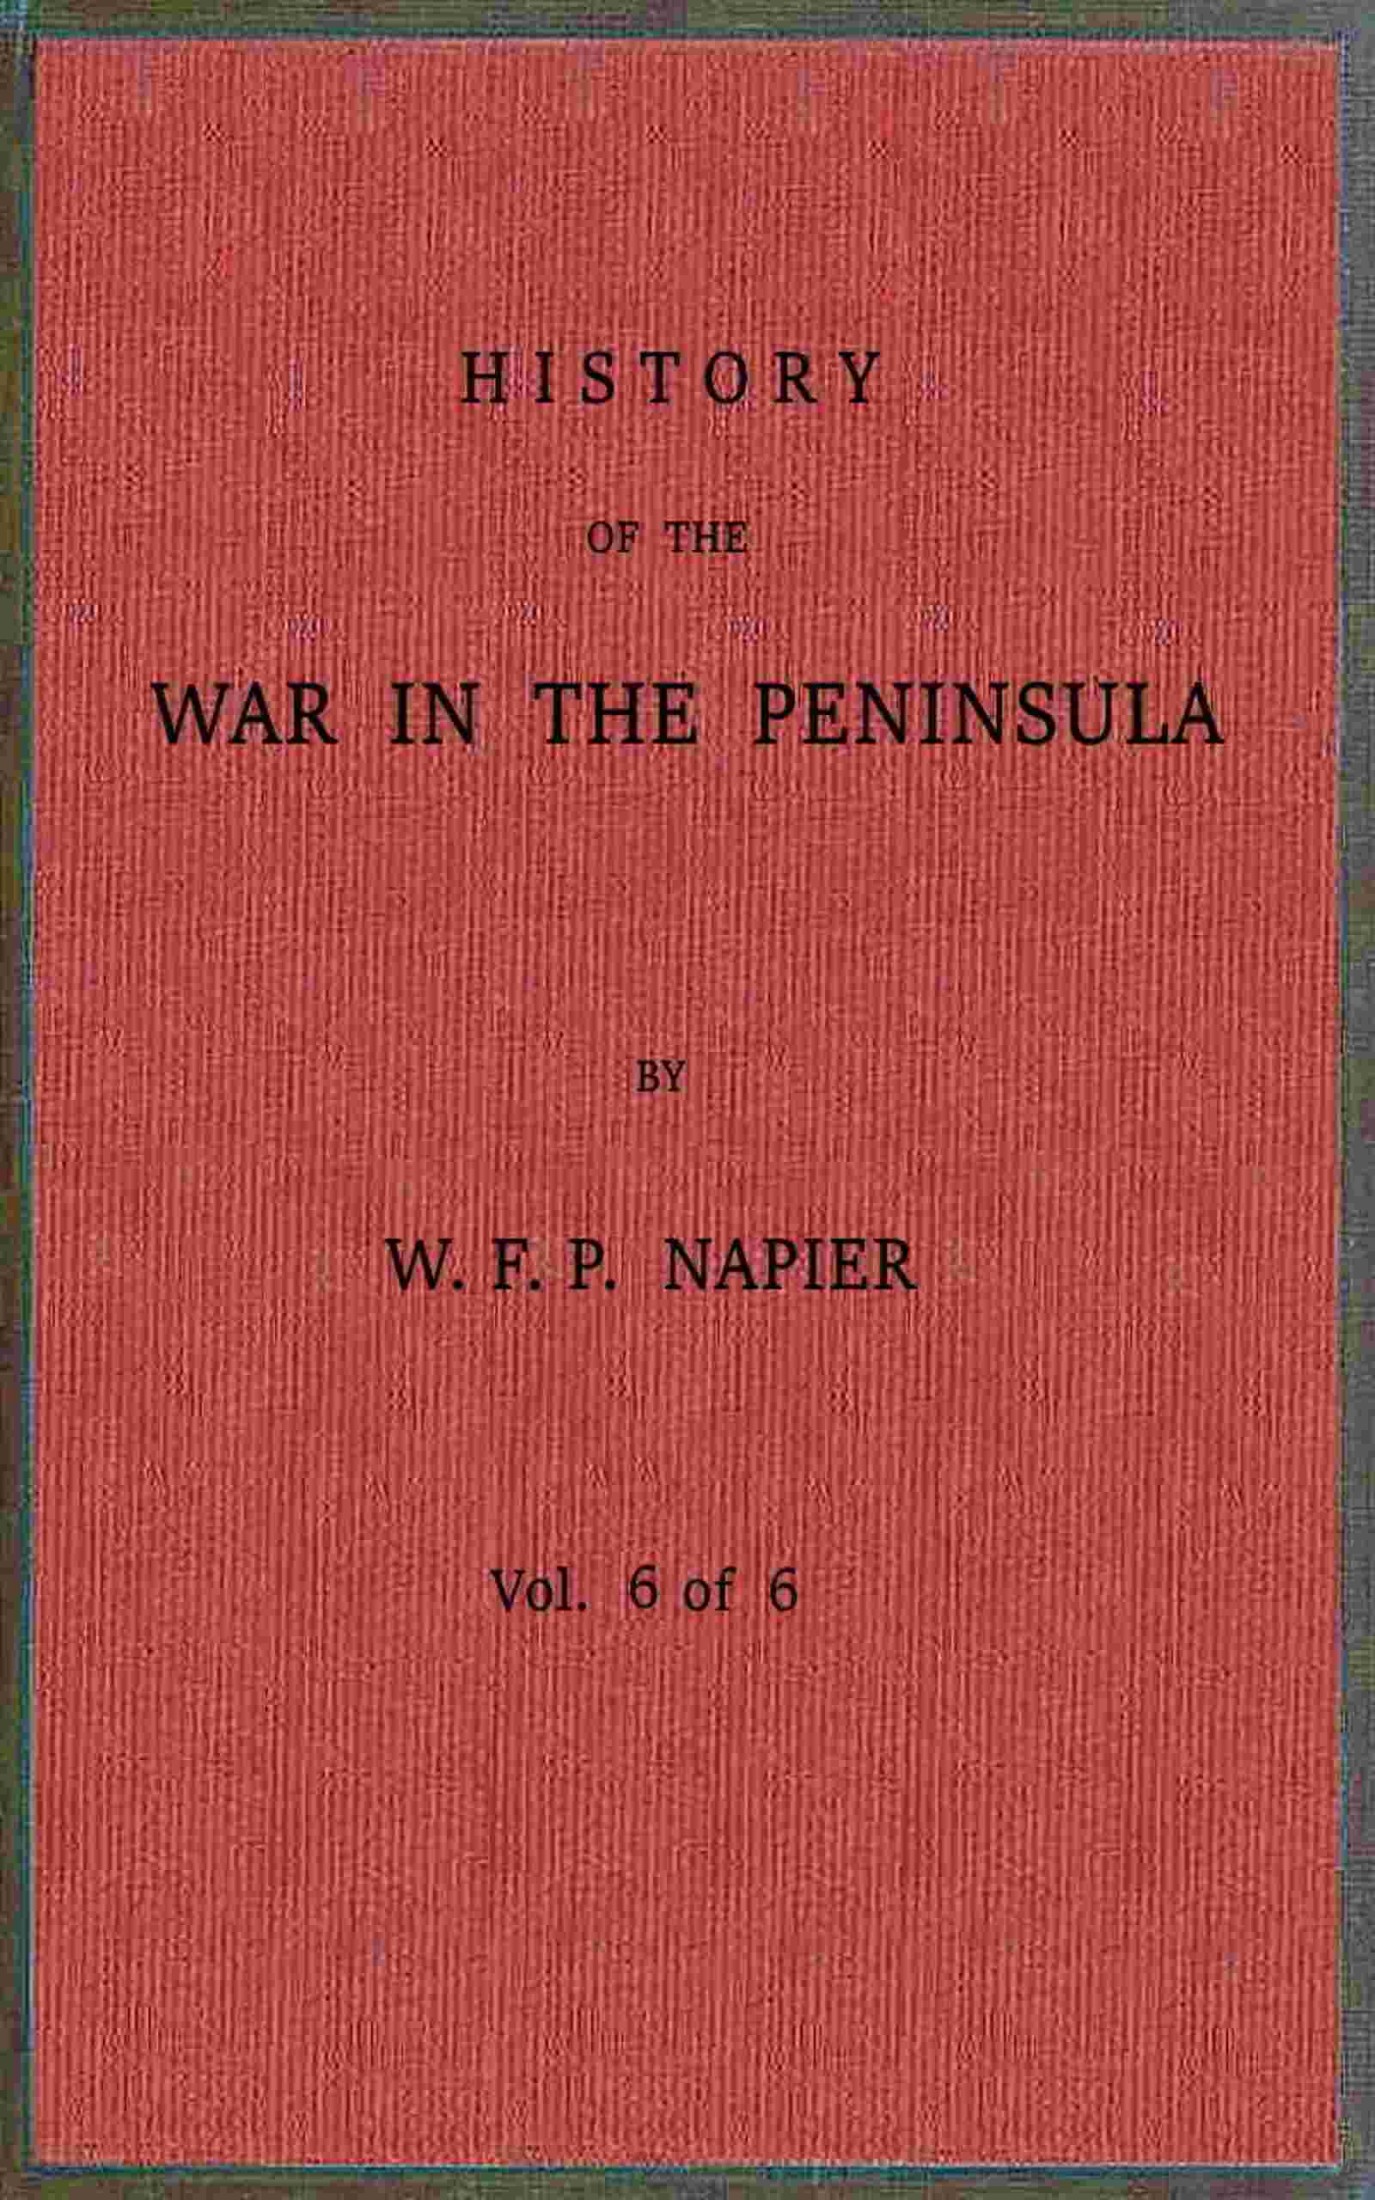 HISTORY
OF THE
WAR IN THE PENINSULA
BY
W. F. P. NAPIER
Vol. 6 of 6